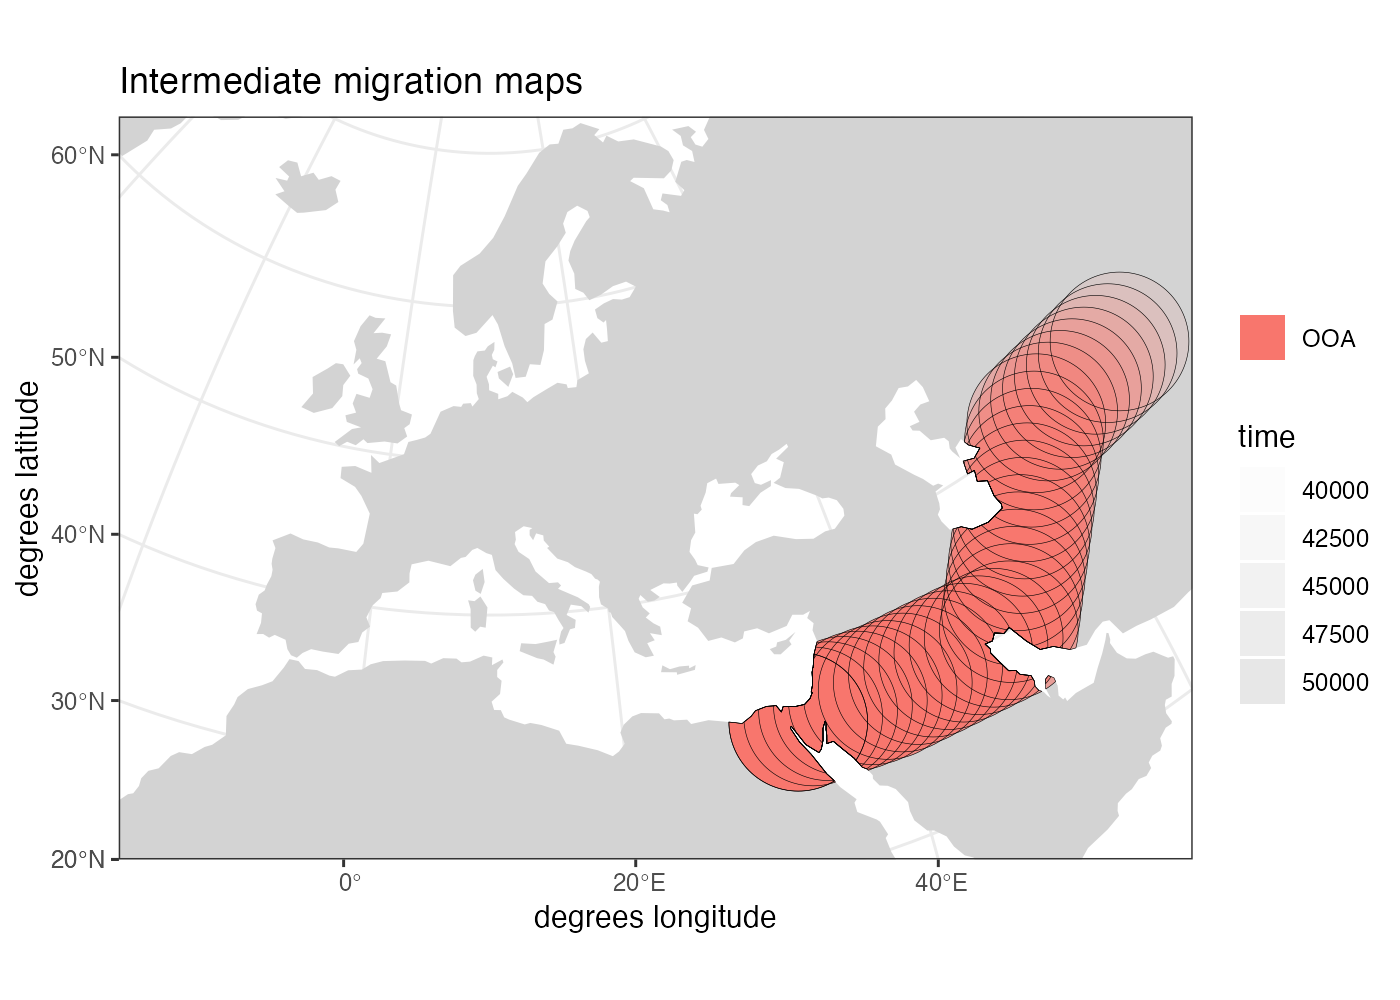 Intermediate migration maps
60°N
50°N
40°N
30°N
20°N
degrees latitude
0°
20°E
40°E
degrees longitude
OOA
time
40000
42500
45000
47500
50000